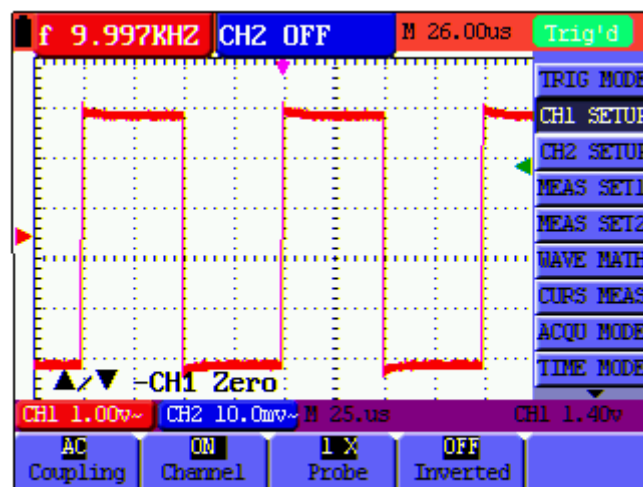 f 9.997KHZ CH2 OFF M 26.00us Trig'd
TRIG MODE
CH1 SETUP
CH2 SETUP
MEAS SET1
MEAS SET2
WAVE MATH
CURS MEAS
ACQU MODE
TIME MODE
▲/▼ -CH1 Zero
CH1 1.00v~ CH2 10.0mv~ M 25.us CH1 1.40v
AC ON 1 X OFF
Coupling Channel Probe Inverted